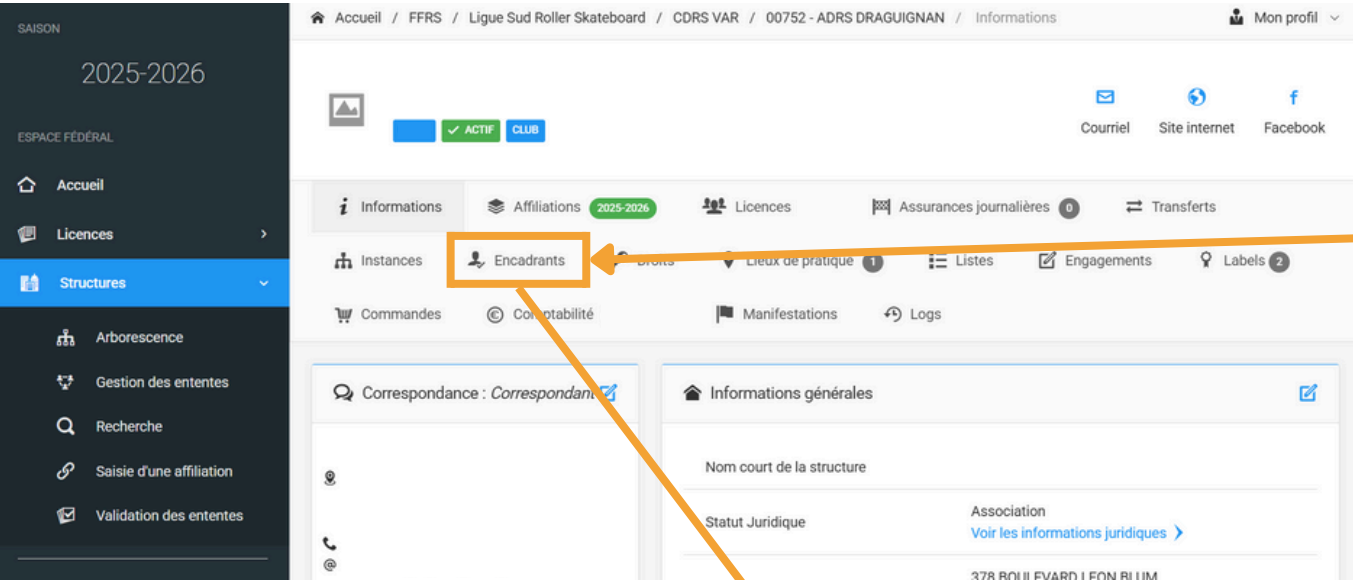 SAISON
2025-2026
ESPACE FÉDÉRAL
Accueil
Licences
Structures
Arborescence
Gestion des ententes
Recherche
Saisie d'une affiliation
Validation des ententes
Accueil / FFRS / Ligue Sud Roller Skateboard / CDRS VAR / 00752 - ADRS DRAGUIGNAN / Informations
Mon profil
ACTIF CLUB
Courriel Site internet Facebook
Informations Affiliations 2025-2026 Licences Assurances journalières 0 Transferts
Instances Encadrants Droits Lieux de pratique 1 Listes Engagements Labels 2
Commandes Comptabilité Manifestations Logs
Correspondance : Correspondant
Informations générales
Nom court de la structure
Statut Juridique
Association
Voir les informations juridiques
378 BOULEVARD LEON BLUM